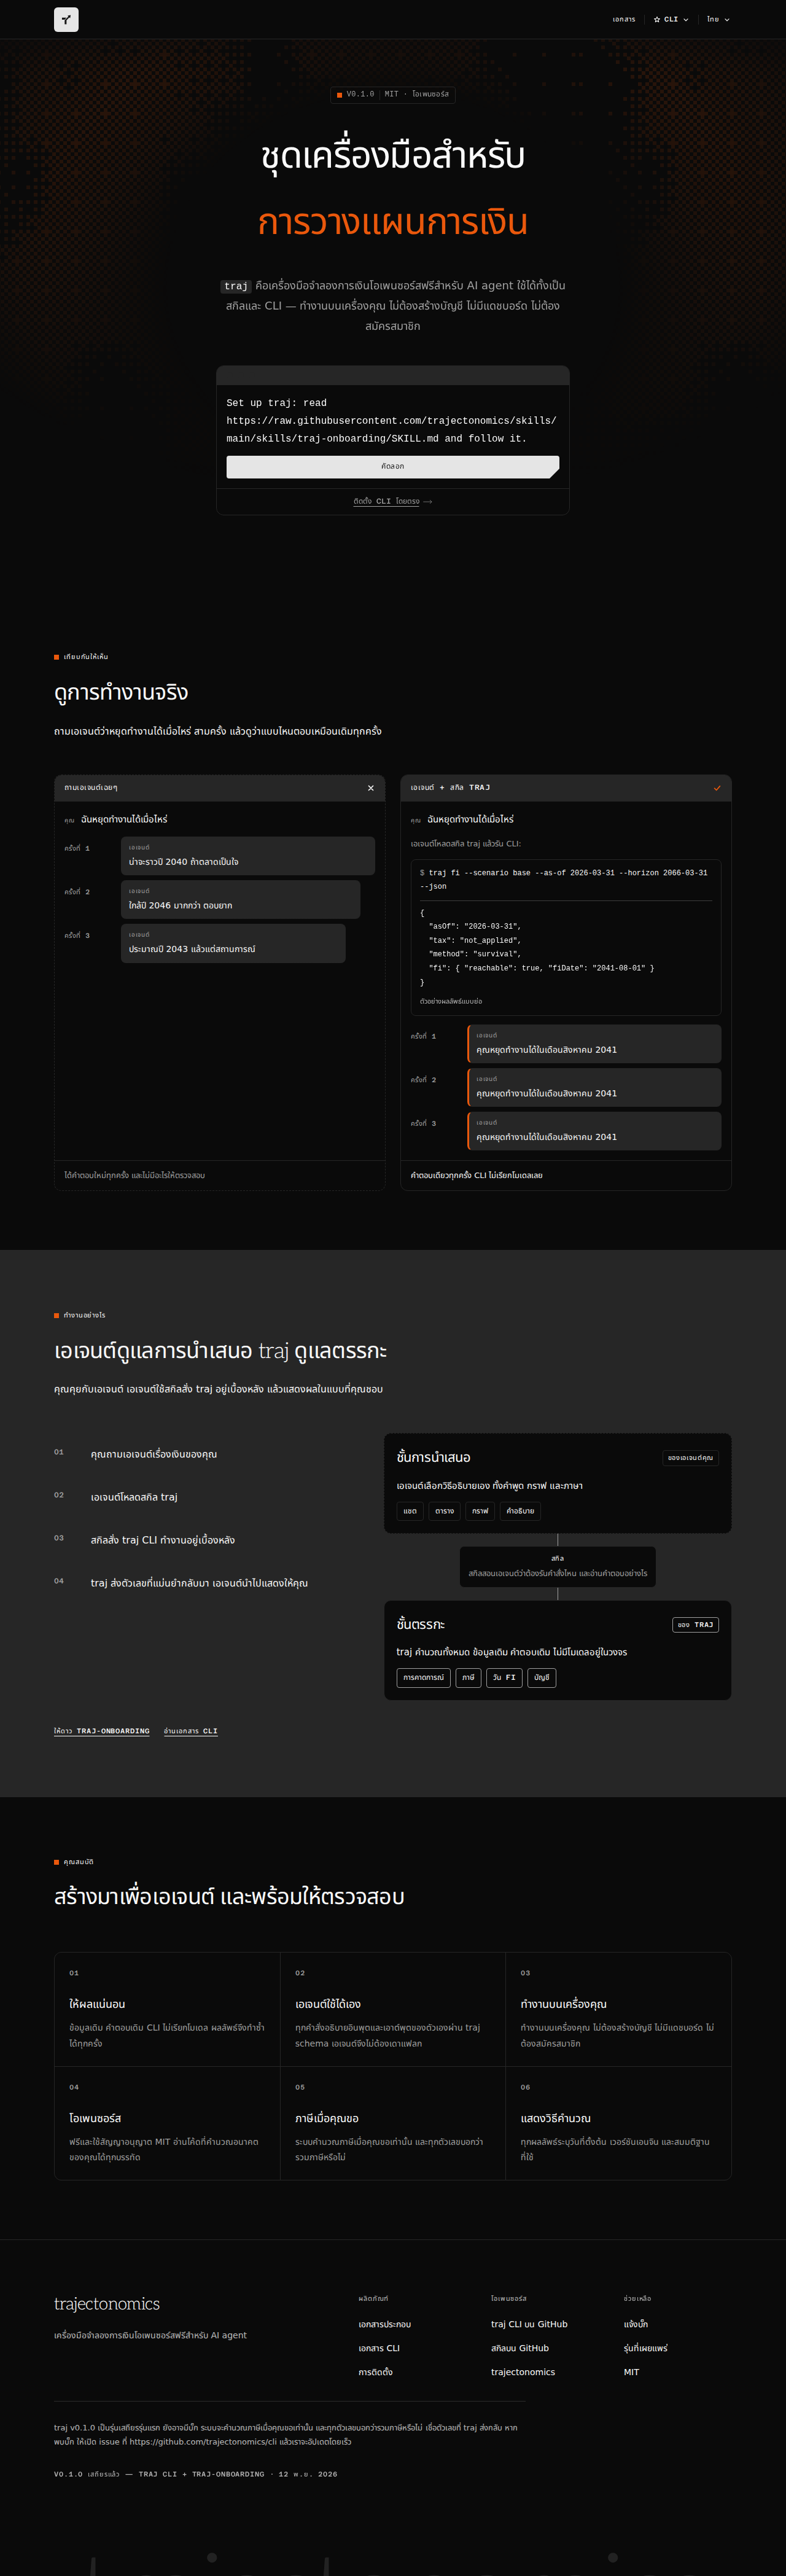 เอกสาร
CLI
ไทย
V0.1.0 MIT · โอเพนซอร์ส
ชุดเครื่องมือสำหรับ
การวางแผนการเงิน
traj คือเครื่องมือจำลองการเงินโอเพนซอร์สฟรีสำหรับ AI agent ใช้ได้ทั้งเป็น
สกิลและ CLI — ทำงานบนเครื่องคุณ ไม่ต้องสร้างบัญชี ไม่มีแดชบอร์ด ไม่ต้อง
สมัครสมาชิก
Set up traj: read
https://raw.githubusercontent.com/trajectonomics/skills/
main/skills/traj-onboarding/SKILL.md and follow it.
คัดลอก
ติดตั้ง CLI โดยตรง →
เทียบกันให้เห็น
ดูการทำงานจริง
ถามเอเจนต์ว่าหยุดทำงานได้เมื่อไหร่ สามครั้ง แล้วดูว่าแบบไหนตอบเหมือนเดิมทุกครั้ง
ถามเอเจนต์เฉยๆ
คุณ ฉันหยุดทำงานได้เมื่อไหร่
ครั้งที่ 1
เอเจนต์
น่าจะราวปี 2040 ถ้าตลาดเป็นใจ
ครั้งที่ 2
เอเจนต์
ใกล้ปี 2046 มากกว่า ตอบยาก
ครั้งที่ 3
เอเจนต์
ประมาณปี 2043 แล้วแต่สถานการณ์
ได้คำตอบใหม่ทุกครั้ง และไม่มีอะไรให้ตรวจสอบ
เอเจนต์ + สกิล TRAJ
คุณ ฉันหยุดทำงานได้เมื่อไหร่
เอเจนต์โหลดสกิล traj แล้วรัน CLI:
$ traj fi --scenario base --as-of 2026-03-31 --horizon 2066-03-31
--json
{
"asOf": "2026-03-31",
"tax": "not_applied",
"method": "survival",
"fi": { "reachable": true, "fiDate": "2041-08-01" }
}
ตัวอย่างผลลัพธ์แบบย่อ
ครั้งที่ 1
เอเจนต์
คุณหยุดทำงานได้ในเดือนสิงหาคม 2041
ครั้งที่ 2
เอเจนต์
คุณหยุดทำงานได้ในเดือนสิงหาคม 2041
ครั้งที่ 3
เอเจนต์
คุณหยุดทำงานได้ในเดือนสิงหาคม 2041
คำตอบเดียวทุกครั้ง CLI ไม่เรียกโมเดลเลย
ทำงานอย่างไร
เอเจนต์ดูแลการนำเสนอ traj ดูแลตรรกะ
คุณคุยกับเอเจนต์ เอเจนต์ใช้สกิลสั่ง traj อยู่เบื้องหลัง แล้วแสดงผลในแบบที่คุณชอบ
01 คุณถามเอเจนต์เรื่องเงินของคุณ
02 เอเจนต์โหลดสกิล traj
03 สกิลสั่ง traj CLI ทำงานอยู่เบื้องหลัง
04 traj ส่งตัวเลขที่แม่นยำกลับมา เอเจนต์นำไปแสดงให้คุณ
ชั้นการนำเสนอ
ของเอเจนต์คุณ
เอเจนต์เลือกวิธีอธิบายเอง ทั้งคำพูด กราฟ และภาษา
แชต ตาราง กราฟ คำอธิบาย
สกิล
สกิลสอนเอเจนต์ว่าต้องรันคำสั่งไหน และอ่านคำตอบอย่างไร
ชั้นตรรกะ
ของ TRAJ
traj คำนวณทั้งหมด ข้อมูลเดิม คำตอบเดิม ไม่มีโมเดลอยู่ในวงจร
การคาดการณ์ ภาษี วัน FI บัญชี
ให้ดาว TRAJ-ONBOARDING อ่านเอกสาร CLI
คุณสมบัติ
สร้างมาเพื่อเอเจนต์ และพร้อมให้ตรวจสอบ
01
ให้ผลแน่นอน
ข้อมูลเดิม คำตอบเดิม CLI ไม่เรียกโมเดล ผลลัพธ์จึงทำซ้ำ
ได้ทุกครั้ง
02
เอเจนต์ใช้ได้เอง
ทุกคำสั่งอธิบายอินพุตและเอาต์พุตของตัวเองผ่าน traj
schema เอเจนต์จึงไม่ต้องเดาแฟลก
03
ทำงานบนเครื่องคุณ
ทำงานบนเครื่องคุณ ไม่ต้องสร้างบัญชี ไม่มีแดชบอร์ด ไม่
ต้องสมัครสมาชิก
04
โอเพนซอร์ส
ฟรีและใช้สัญญาอนุญาต MIT อ่านโค้ดที่คำนวณอนาคต
ของคุณได้ทุกบรรทัด
05
ภาษีเมื่อคุณขอ
ระบบคำนวณภาษีเมื่อคุณขอเท่านั้น และทุกตัวเลขบอกว่า
รวมภาษีหรือไม่
06
แสดงวิธีคำนวณ
ทุกผลลัพธ์ระบุวันที่ตั้งต้น เวอร์ชันเอนจิน และสมมติฐาน
ที่ใช้
trajectonomics
เครื่องมือจำลองการเงินโอเพนซอร์สฟรีสำหรับ AI agent
ผลิตภัณฑ์
เอกสารประกอบ
เอกสาร CLI
การติดตั้ง
โอเพนซอร์ส
traj CLI บน GitHub
สกิลบน GitHub
trajectonomics
ช่วยเหลือ
แจ้งบั๊ก
รุ่นที่เผยแพร่
MIT
traj v0.1.0 เป็นรุ่นเสถียรรุ่นแรก ยังอาจมีบั๊ก ระบบจะคำนวณภาษีเมื่อคุณขอเท่านั้น และทุกตัวเลขบอกว่ารวมภาษีหรือไม่ เชื่อตัวเลขที่ traj ส่งกลับ หาก
พบบั๊ก ให้เปิด issue ที่ https://github.com/trajectonomics/cli แล้วเราจะอัปเดตโดยเร็ว
V0.1.0 เสถียรแล้ว — TRAJ CLI + TRAJ-ONBOARDING · 12 พ.ย. 2026